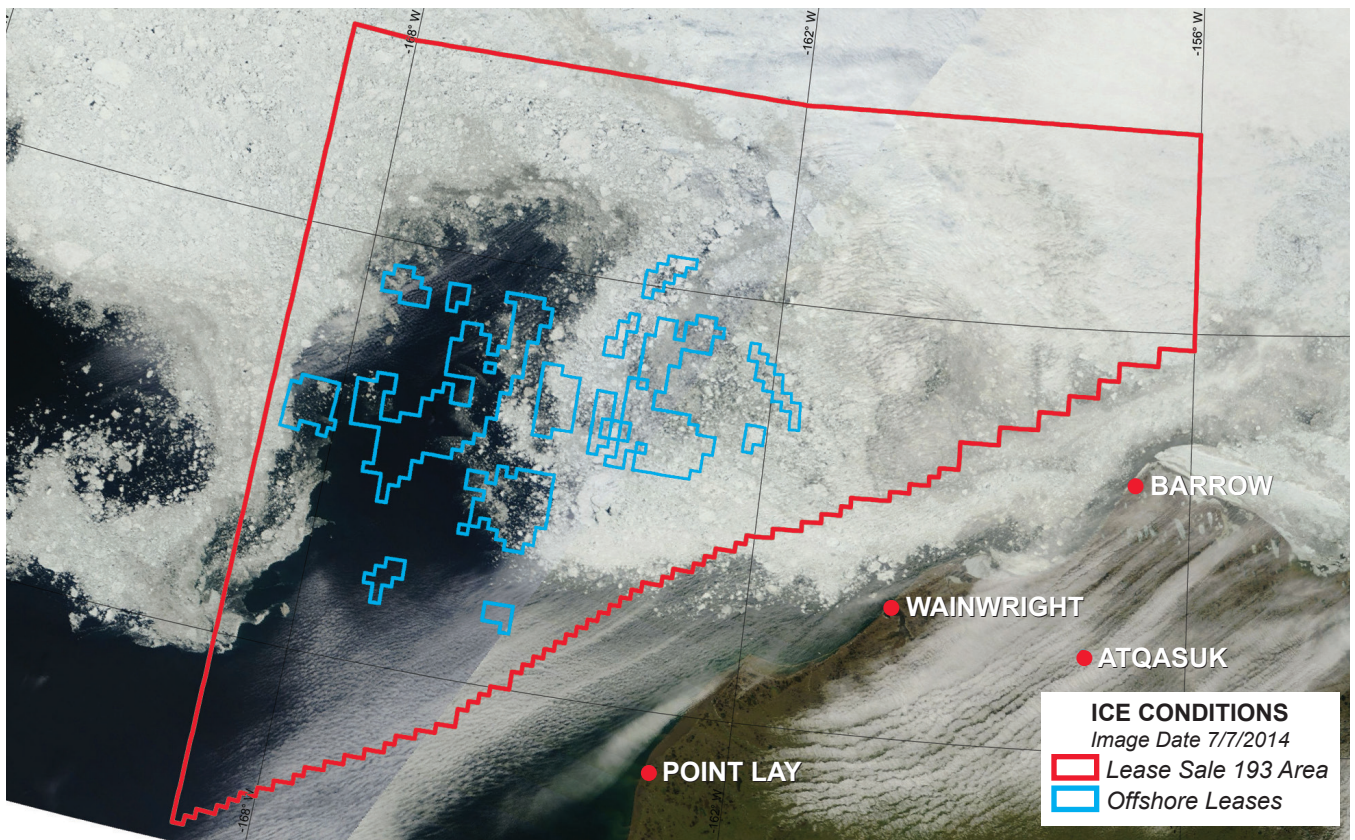 -168° W
-162° W
-156° W
BARROW
WAINWRIGHT
ATQASUK
POINT LAY
-168° W
-162° W
ICE CONDITIONS
Image Date 7/7/2014
Lease Sale 193 Area
Offshore Leases